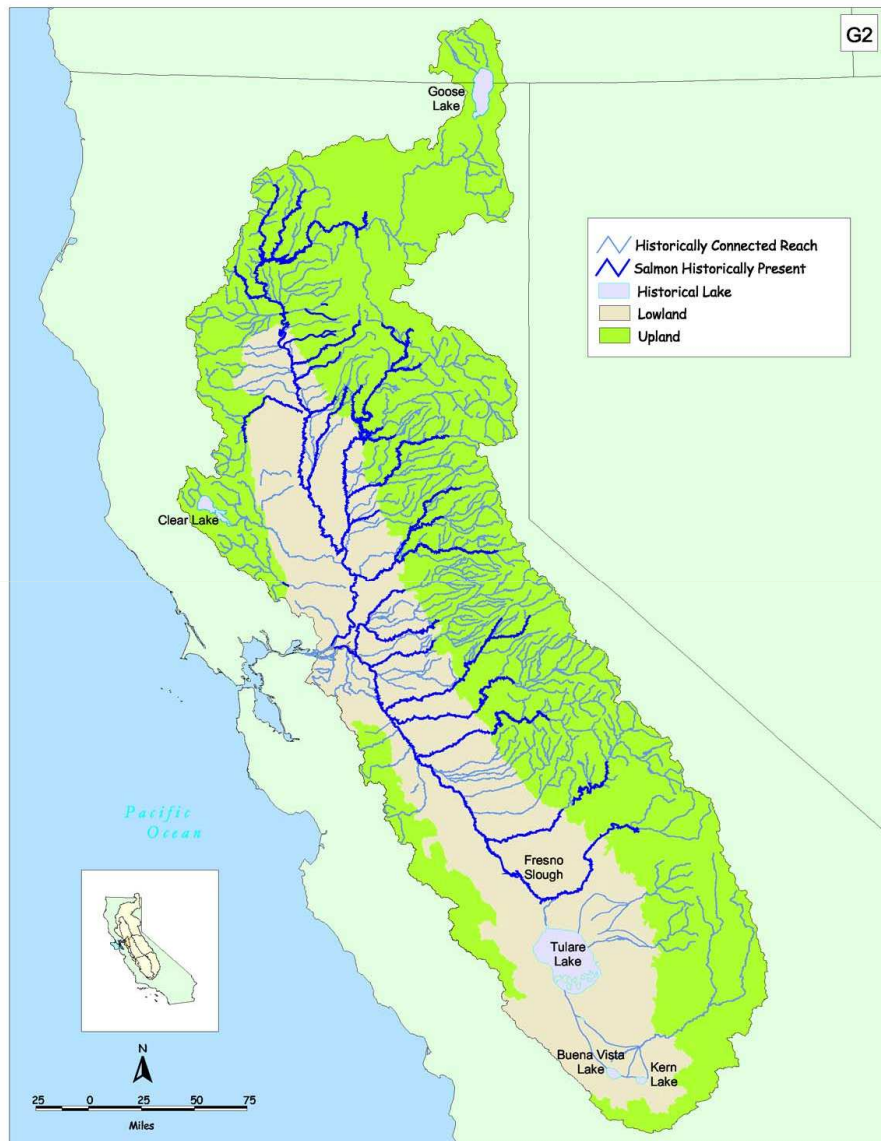 G2
Goose
Lake
Historically Connected Reach
Salmon Historically Present
Historical Lake
Lowland
Upland
Clear Lake
Pacific
Ocean
Fresno
Slough
Tulare
Lake
Buena Vista
Lake
Kern
Lake
N
25 0 25 50 75
Miles